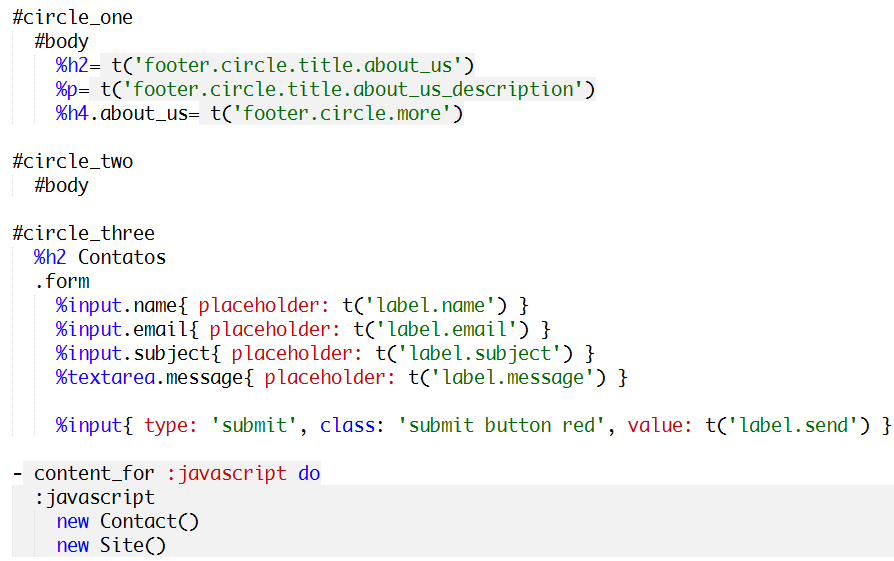 #circle_one
  #body
    %h2= t('footer.circle.title.about_us')
    %p= t('footer.circle.title.about_us_description')
    %h4.about_us= t('footer.circle.more')

#circle_two
  #body

#circle_three
  %h2 Contatos
  .form
    %input.name{ placeholder: t('label.name') }
    %input.email{ placeholder: t('label.email') }
    %input.subject{ placeholder: t('label.subject') }
    %textarea.message{ placeholder: t('label.message') }

    %input{ type: 'submit', class: 'submit button red', value: t('label.send') }

- content_for :javascript do
  :javascript
    new Contact()
    new Site()